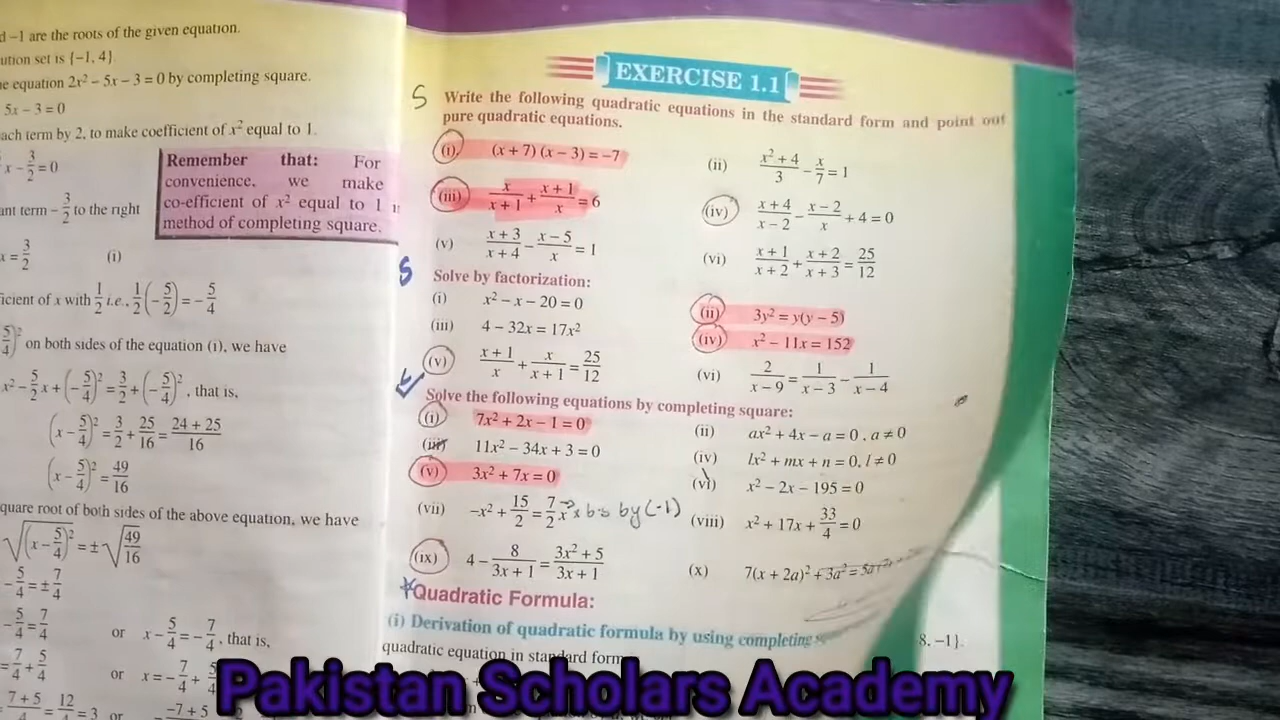 d −1 are the roots of the given equation.
ution set is {−1, 4}
e equation 2x² − 5x − 3 = 0 by completing square.
5x − 3 = 0
ach term by 2, to make coefficient of x² equal to 1.
x − 3/2 = 0
Remember that: For
convenience, we make
co-efficient of x² equal to 1 in
method of completing square.
ant term − 3/2 to the right
x = 3/2 (i)
icient of x with 1/2 i.e., 1/2(−5/2) = −5/4
5/4)² on both sides of the equation (i), we have
x² − 5/2 x + (−5/4)² = 3/2 + (−5/4)², that is,
(x − 5/4)² = 3/2 + 25/16 = (24 + 25)/16
(x − 5/4)² = 49/16
quare root of both sides of the above equation, we have
√(x − 5/4)² = ± √49/16
− 5/4 = ± 7/4
− 5/4 = 7/4 or x − 5/4 = − 7/4, that is,
= 7/4 + 5/4 or x = − 7/4 + 5
7 + 5 = 12/4 = 3 or −7 + 5
EXERCISE 1.1
S Write the following quadratic equations in the standard form and point out
pure quadratic equations.
(i). (x + 7) (x − 3) = −7 (ii) (x² + 4)/3 − x/7 = 1
(iii) x/(x + 1) + (x + 1)/x = 6 (iv) (x + 4)/(x − 2) − (x − 2)/x + 4 = 0
(v) (x + 3)/(x + 4) − (x − 5)/x = 1 (vi) (x + 1)/(x + 2) + (x + 2)/(x + 3) = 25/12
S Solve by factorization:
(i) x² − x − 20 = 0 (ii) 3y² = y(y − 5)
(iii) 4 − 32x = 17x² (iv) x² − 11x = 152
(v) (x + 1)/x + x/(x + 1) = 25/12 (vi) 2/(x − 9) = 1/(x − 3) − 1/(x − 4)
Solve the following equations by completing square:
(i) 7x² + 2x − 1 = 0 (ii) ax² + 4x − a = 0 , a ≠ 0
(iii) 11x² − 34x + 3 = 0 (iv) lx² + mx + n = 0, l ≠ 0
(v) 3x² + 7x = 0 (vi) x² − 2x − 195 = 0
(vii) −x² + 15/2 = 7/2 x → x b·s by (−1) (viii) x² + 17x + 33/4 = 0
(ix) 4 − 8/(3x + 1) = (3x² + 5)/(3x + 1) (x) 7(x + 2a)² + 3a² = 5a
Quadratic Formula:
(i) Derivation of quadratic formula by using completing
quadratic equation in standard form
8, −1}.
Pakistan Scholars Academy